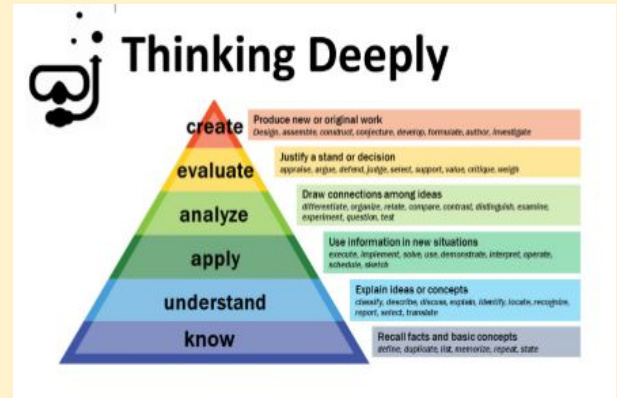 Thinking Deeply
create
Produce new or original work
Design, assemble, construct, conjecture, develop, formulate, author, investigate
evaluate
Justify a stand or decision
appraise, argue, defend, judge, select, support, value, critique, weigh
analyze
Draw connections among ideas
differentiate, organize, relate, compare, contrast, distinguish, examine,
experiment, question, test
apply
Use information in new situations
execute, implement, solve, use, demonstrate, interpret, operate,
schedule, sketch
understand
Explain ideas or concepts
classify, describe, discuss, explain, identify, locate, recognize,
report, select, translate
know
Recall facts and basic concepts
define, duplicate, list, memorize, repeat, state